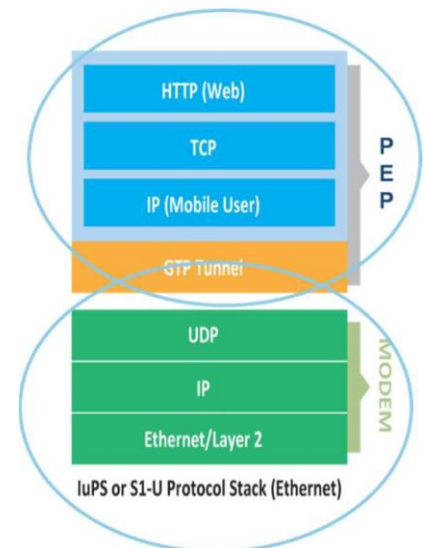 HTTP (Web)
TCP
IP (Mobile User)
PEP
GTP Tunnel
UDP
IP
Ethernet/Layer 2
MODEM
IuPS or S1-U Protocol Stack (Ethernet)